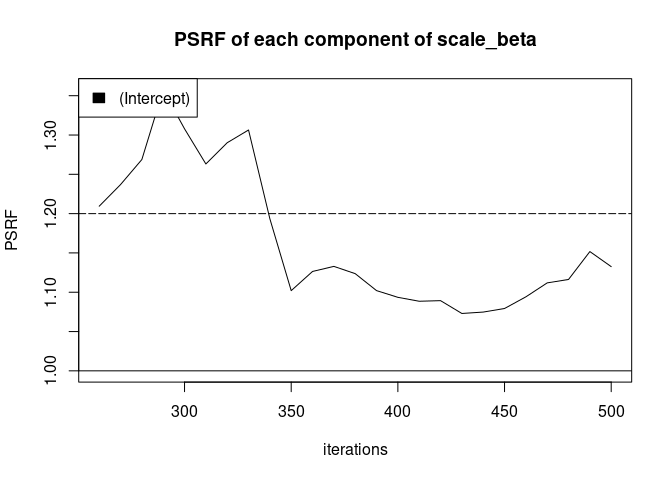 PSRF of each component of scale_beta
(Intercept)
PSRF
1.30
1.20
1.10
1.00
300 350 400 450 500
iterations